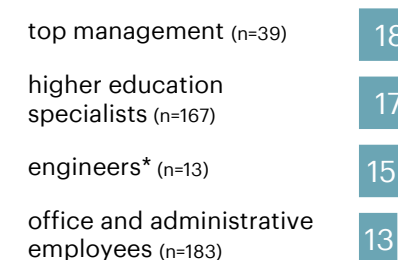 top management (n=39) 18
higher education
specialists (n=167) 17
engineers* (n=13) 15
office and administrative
employees (n=183) 13